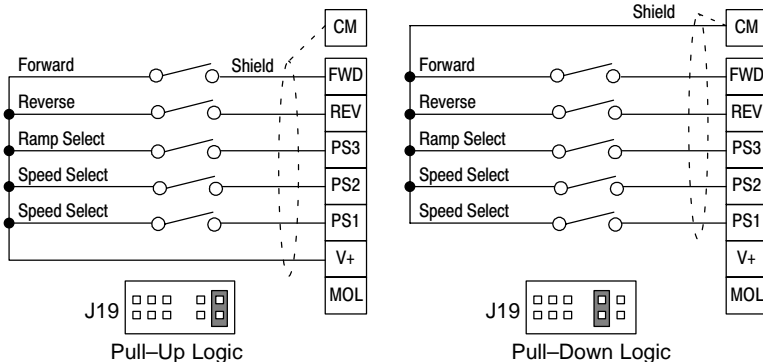 CM
Forward
Shield
FWD
Reverse
REV
Ramp Select
PS3
Speed Select
PS2
Speed Select
PS1
V+
MOL
J19
Pull–Up Logic
Shield
CM
Forward
FWD
Reverse
REV
Ramp Select
PS3
Speed Select
PS2
Speed Select
PS1
V+
MOL
J19
Pull–Down Logic